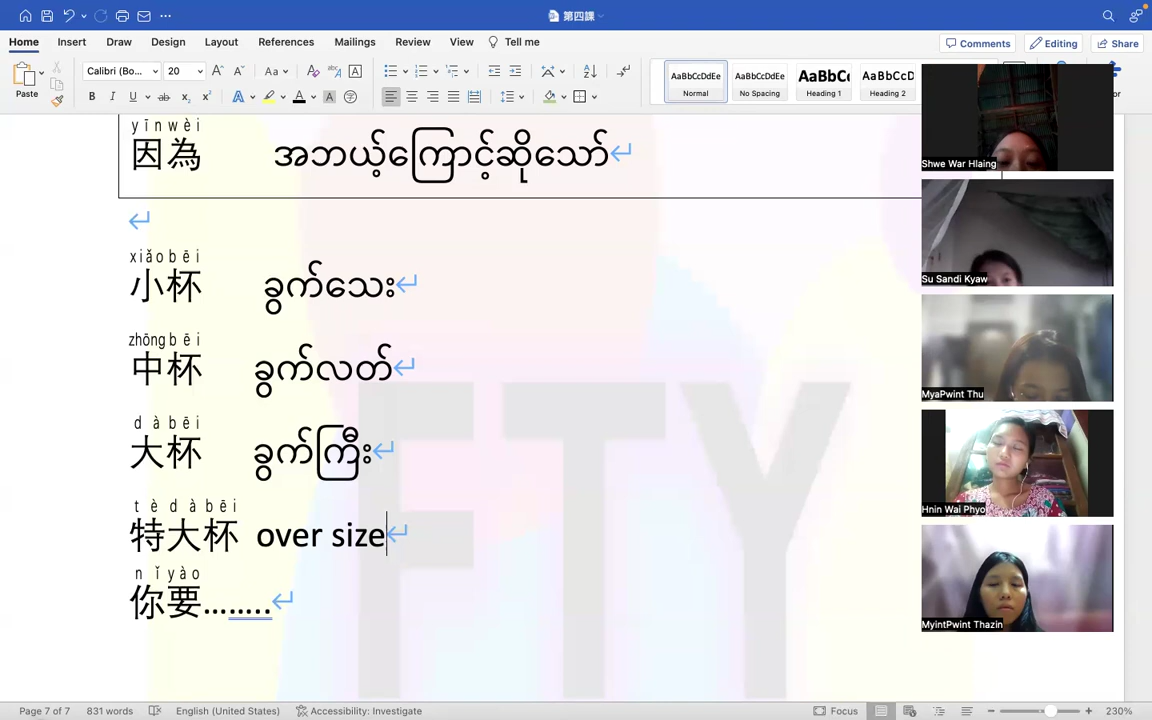 第四課
Home Insert Draw Design Layout References Mailings Review View Tell me Comments Editing Share
Paste Calibri (Bo... 20 Aa
AaBbCcDdEe AaBbCcDdEe AaBbCc AaBbCcD
Normal No Spacing Heading 1 Heading 2
yīnwèi
因為 အဘယ့်ကြောင့်ဆိုသော်
xiǎobēi
小杯 ခွက်သေး
zhōngbēi
中杯 ခွက်လတ်
dàbēi
大杯 ခွက်ကြီး
tèdàbēi
特大杯 over size
nǐyào
你要........
FTY
Shwe War Hlaing
Su Sandi Kyaw
MyaPwint Thu
Hnin Wai Phyo
MyintPwint Thazin
Page 7 of 7 831 words English (United States) Accessibility: Investigate Focus 230%